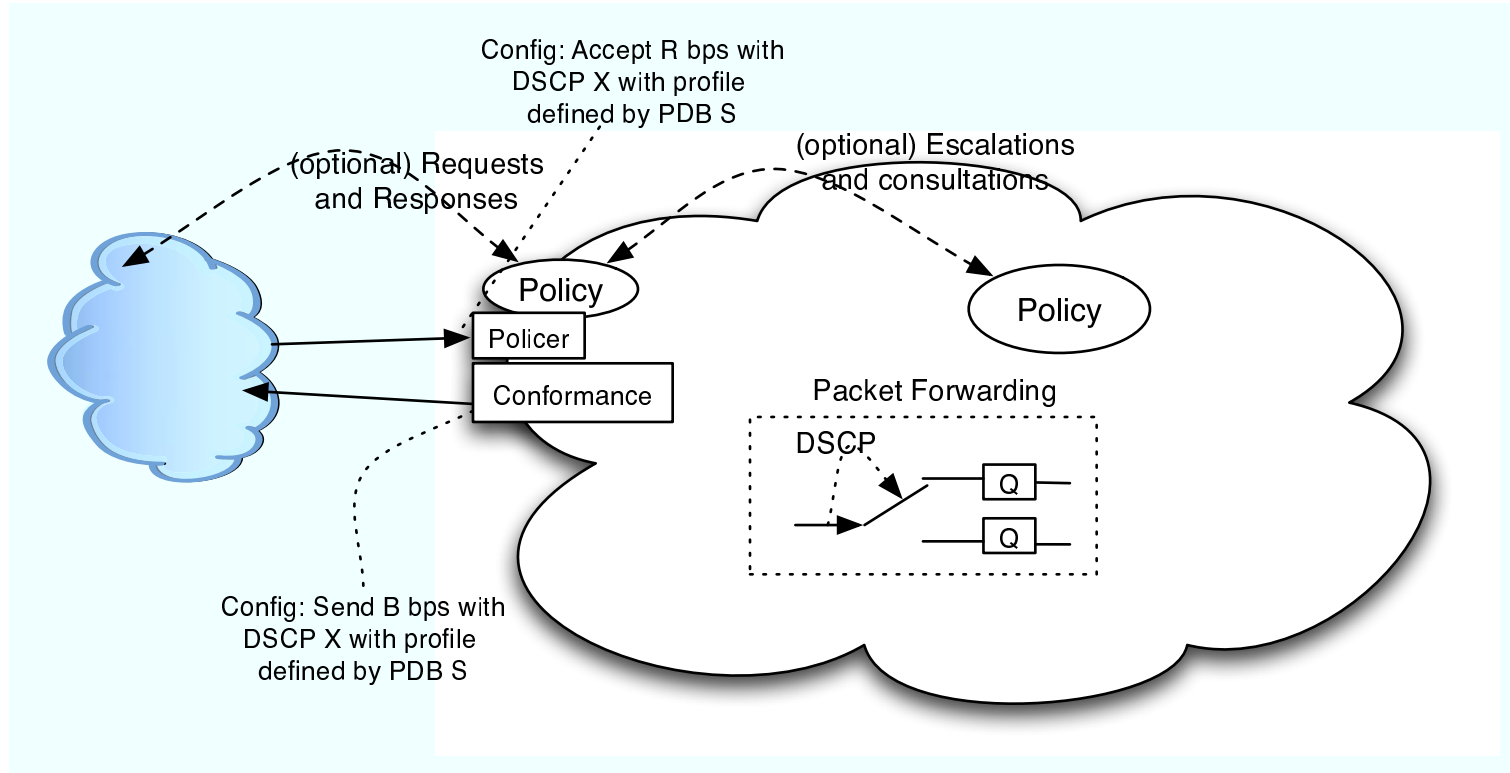 Config: Accept R bps with
DSCP X with profile
defined by PDB S
(optional) Requests
and Responses
(optional) Escalations
and consultations
Policy
Policy
Policer
Conformance
Packet Forwarding
DSCP
Q
Q
Config: Send B bps with
DSCP X with profile
defined by PDB S